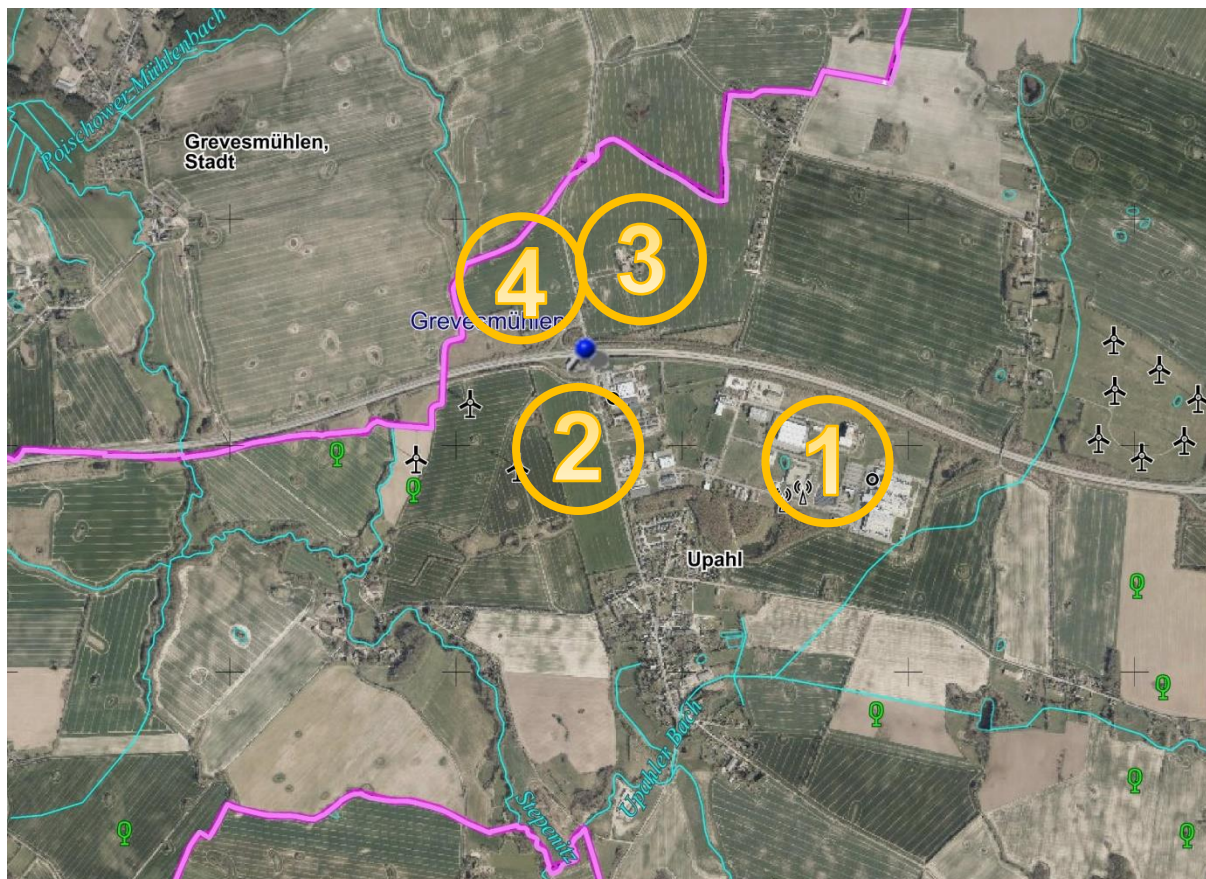 Poischower-Mühlenbach
Grevesmühlen,
Stadt
3
4
Grevesmühlen
2
1
Upahl
Upahler Bach
Stepenitz